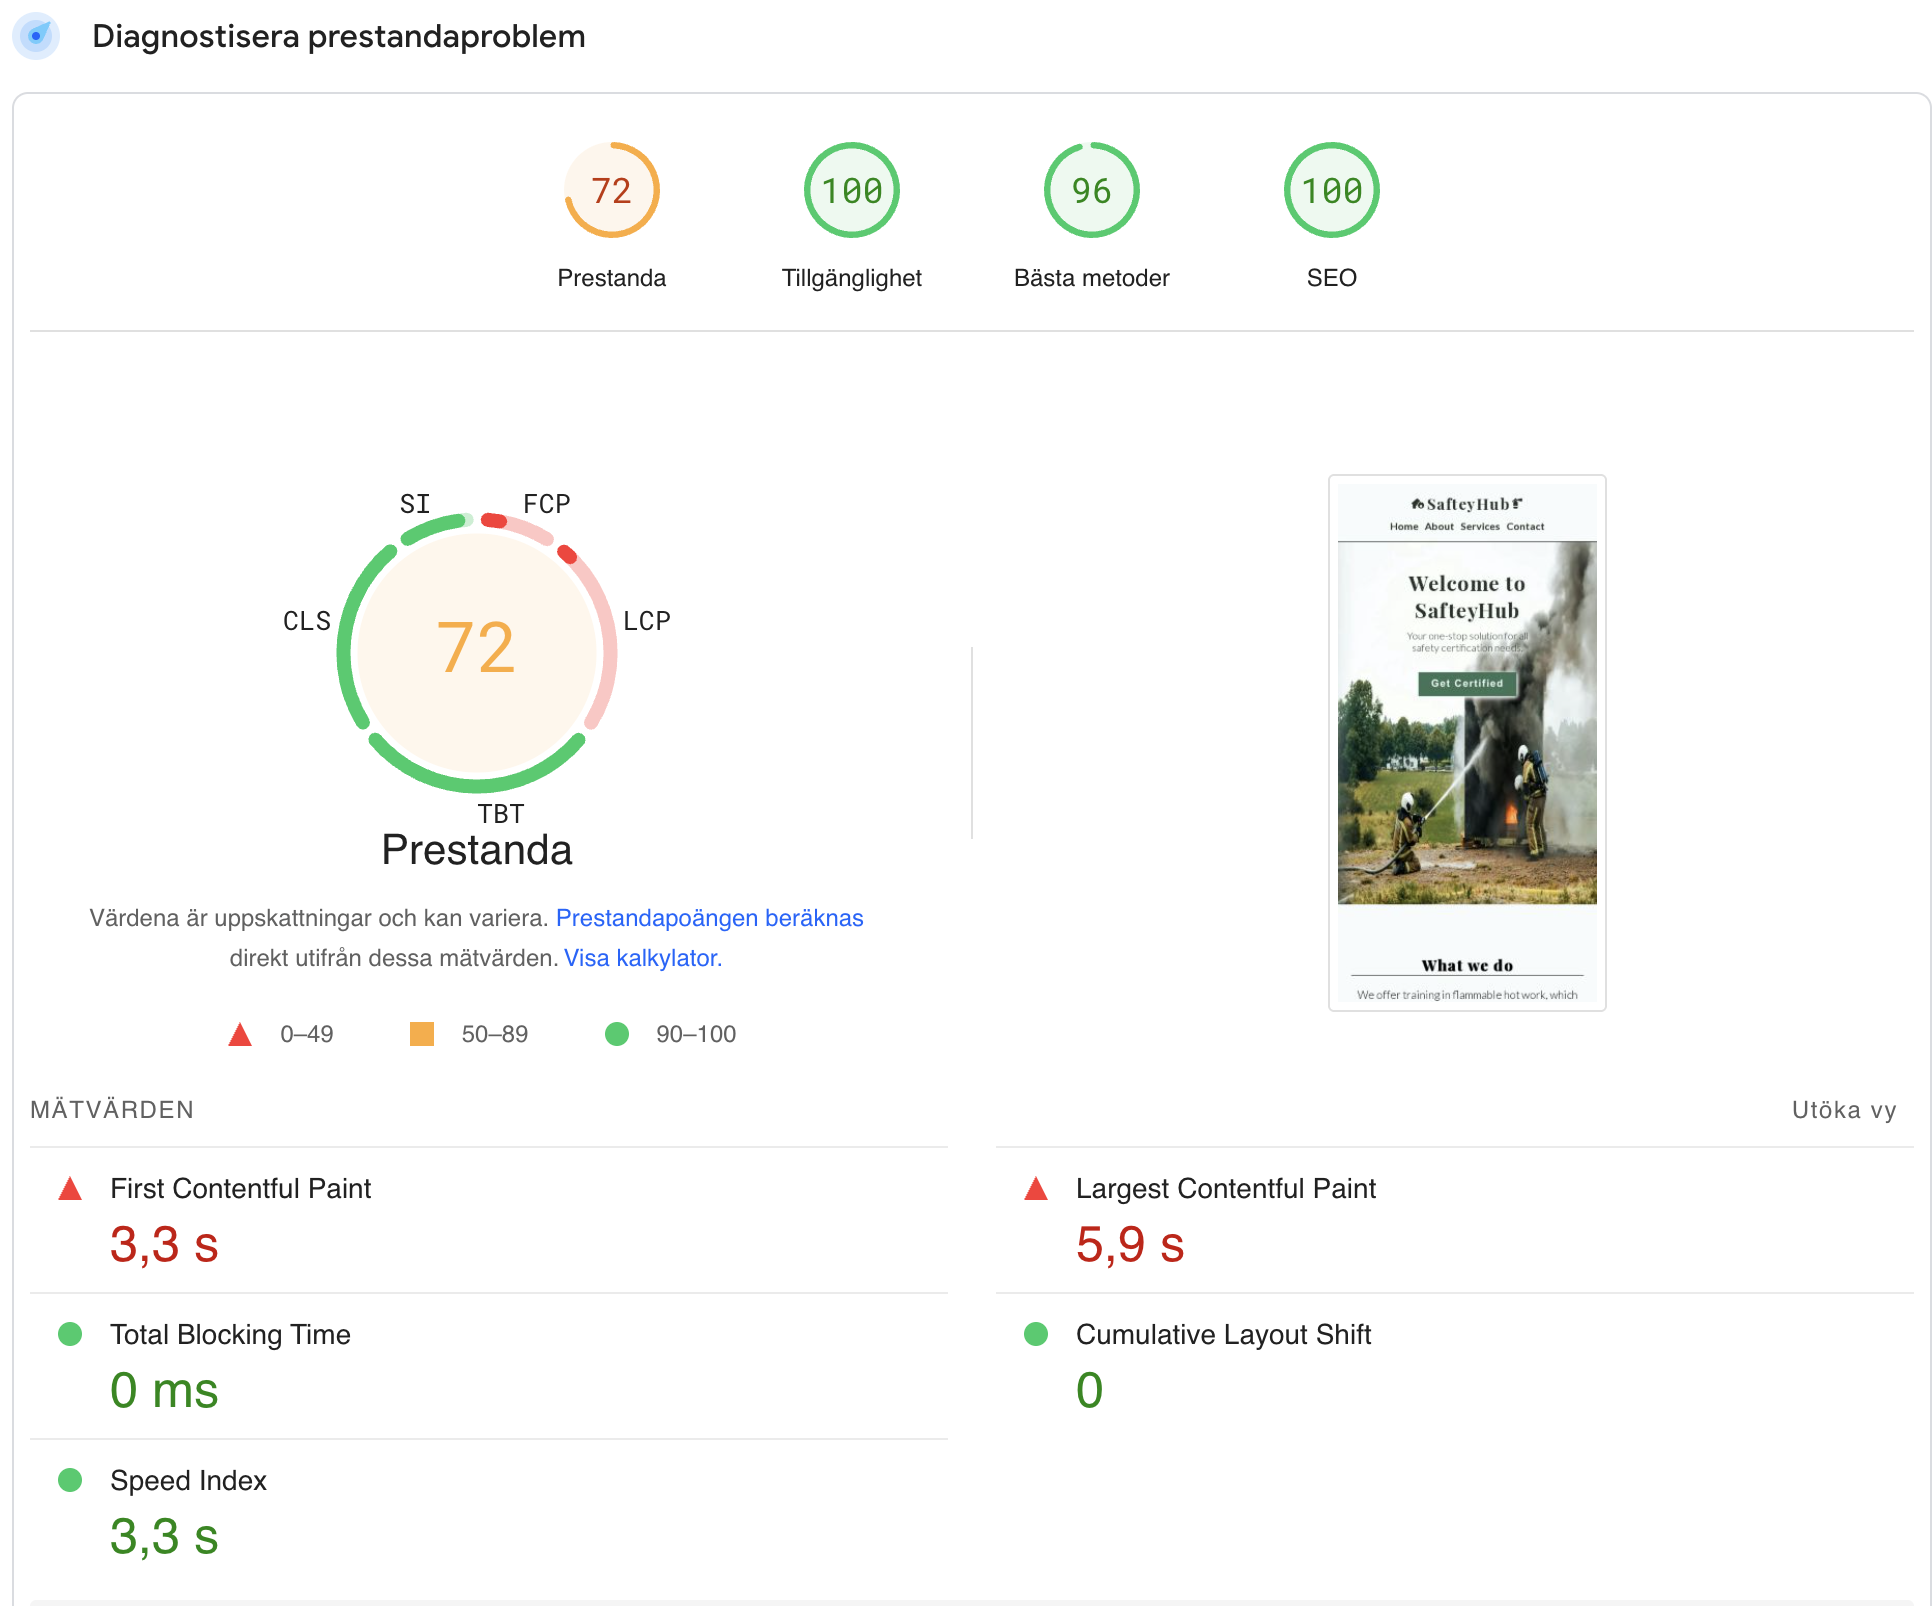 Diagnostisera prestandaproblem
72
100
96
100
Prestanda
Tillgänglighet
Bästa metoder
SEO
SI
FCP
CLS
LCP
72
TBT
Prestanda
Värdena är uppskattningar och kan variera. Prestandapoängen beräknas
direkt utifrån dessa mätvärden. Visa kalkylator.
0–49
50–89
90–100
SafteyHub
Home About Services Contact
Welcome to
SafteyHub
Your one-stop solution for all
safety certification needs.
Get Certified
What we do
We offer training in flammable hot work, which
MÄTVÄRDEN
Utöka vy
First Contentful Paint
3,3 s
Largest Contentful Paint
5,9 s
Total Blocking Time
0 ms
Cumulative Layout Shift
0
Speed Index
3,3 s